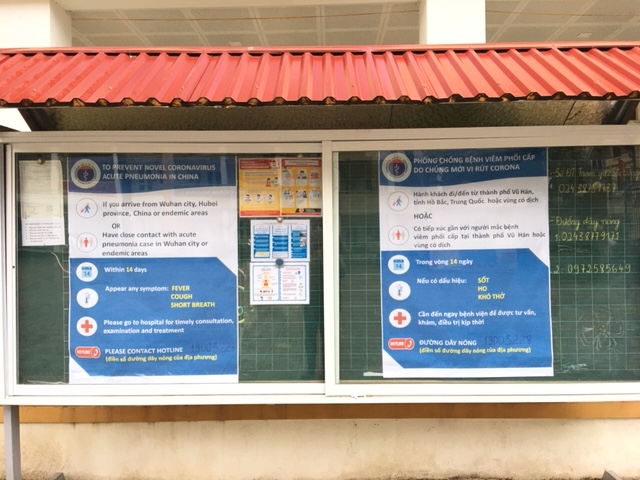 TO PREVENT NOVEL CORONAVIRUS
ACUTE PNEUMONIA IN CHINA
If you arrive from Wuhan city, Hubei
province, China or endemic areas
OR
Have close contact with acute
pneumonia case in Wuhan city or
endemic areas
14
Within 14 days
Appear any symptom: FEVER
COUGH
SHORT BREATH
Please go to hospital for timely consultation,
examination and treatment
HOTLINE
PLEASE CONTACT HOTLINE
(điền số đường dây nóng của địa phương)
PHÒNG CHỐNG BỆNH VIÊM PHỔI CẤP
DO CHỦNG MỚI VI RÚT CORONA
Hành khách đi/đến từ thành phố Vũ Hán,
tỉnh Hồ Bắc, Trung Quốc hoặc vùng có dịch
HOẶC
Có tiếp xúc gần với người mắc bệnh
viêm phổi cấp tại thành phố Vũ Hán hoặc
vùng có dịch
14
Trong vòng 14 ngày
Nếu có dấu hiệu: SỐT
HO
KHÓ THỞ
Cần đến ngay bệnh viện để được tư vấn,
khám, điều trị kịp thời!
HOTLINE
ĐƯỜNG DÂY NÓNG
(điền số đường dây nóng của địa phương)
Đường dây nóng
1: 02438779171
2: 0972585649